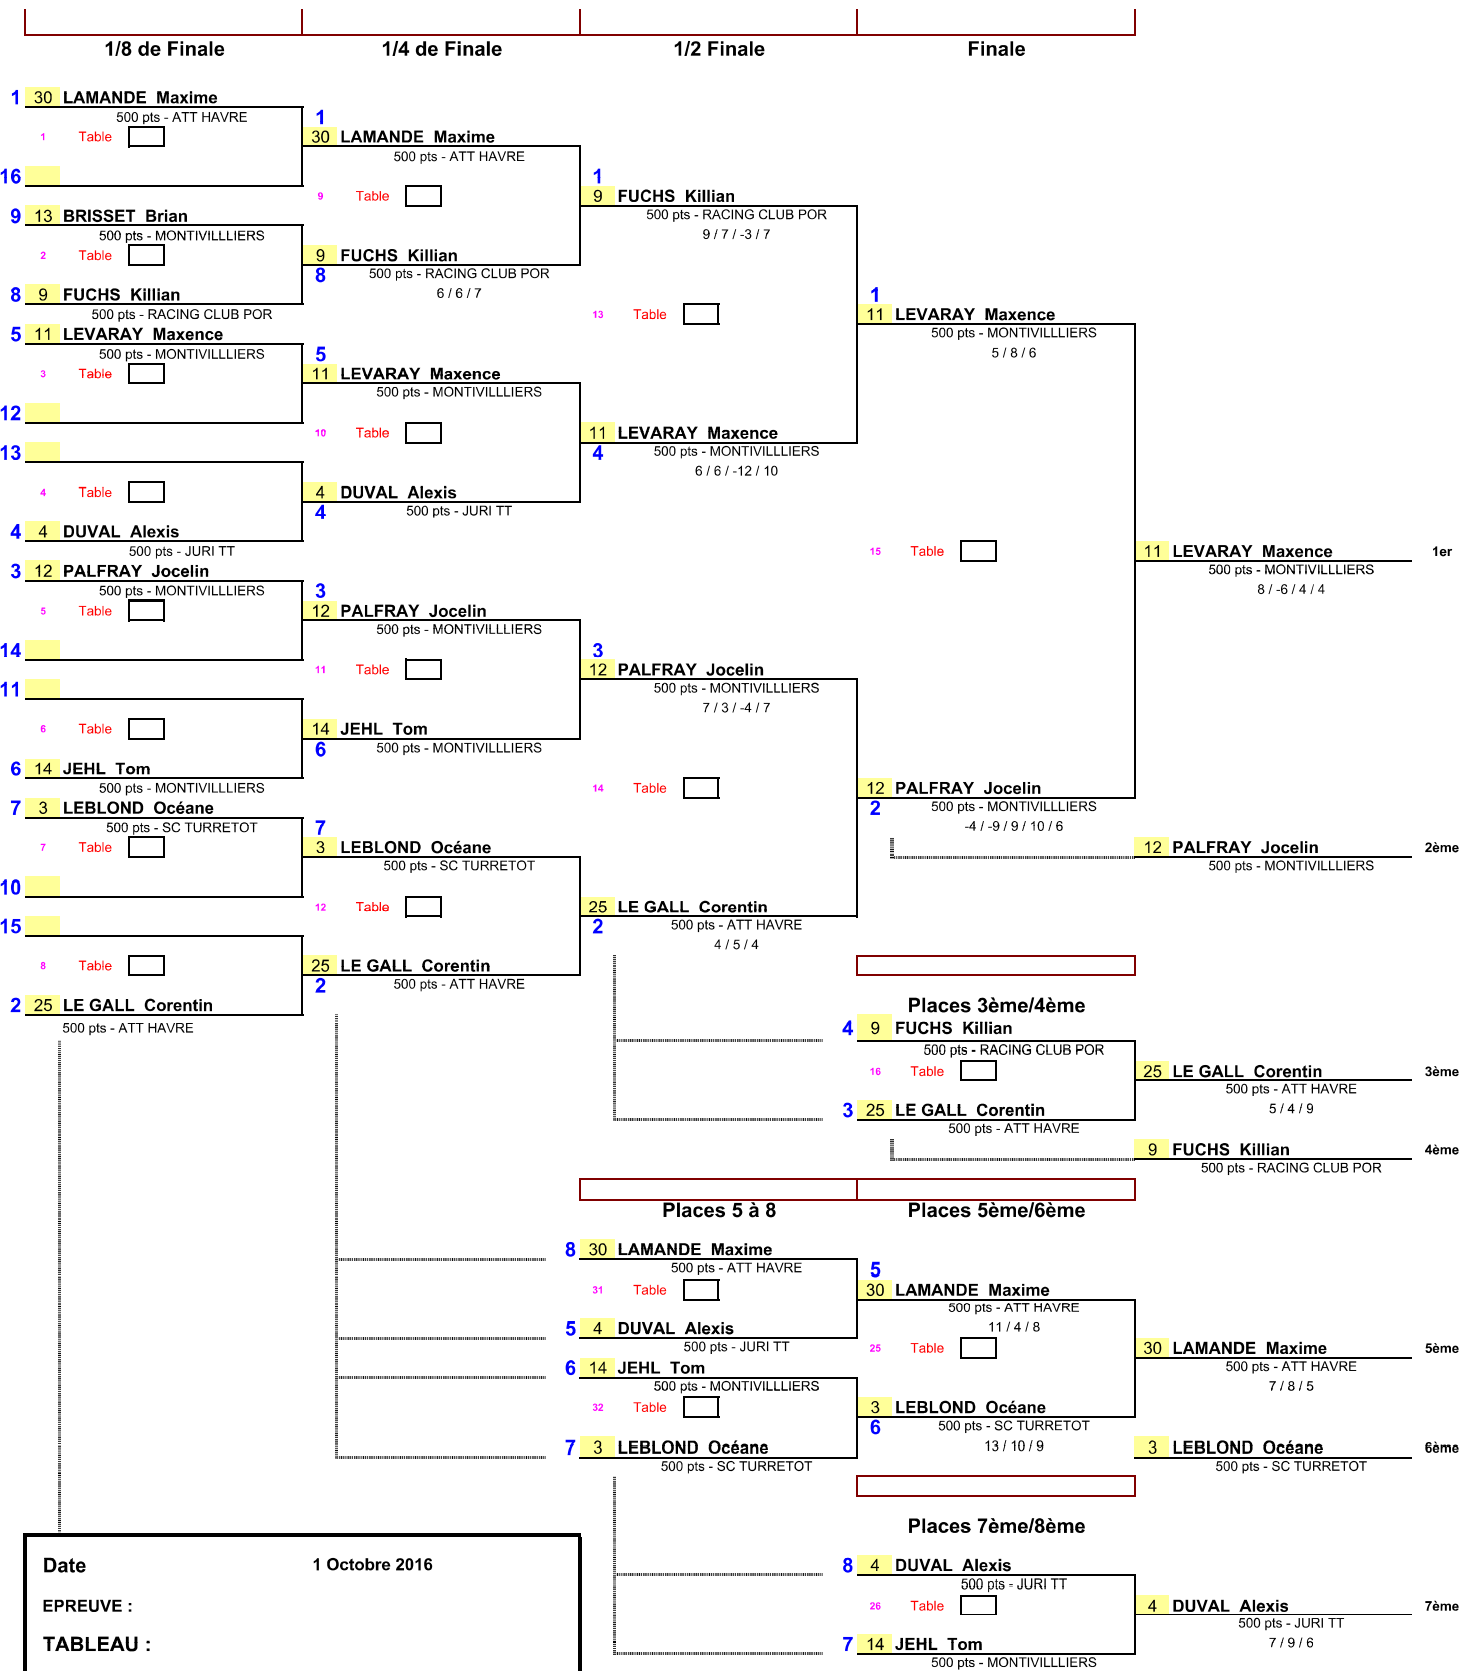 1/8 de Finale 1/4 de Finale 1/2 Finale Finale
1 30 LAMANDE Maxime
500 pts - ATT HAVRE
1 Table
16
9 13 BRISSET Brian
500 pts - MONTIVILLLIERS
2 Table
8 9 FUCHS Killian
500 pts - RACING CLUB POR
5 11 LEVARAY Maxence
500 pts - MONTIVILLLIERS
3 Table
12
13
4 Table
4 4 DUVAL Alexis
500 pts - JURI TT
3 12 PALFRAY Jocelin
500 pts - MONTIVILLLIERS
5 Table
14
11
6 Table
6 14 JEHL Tom
500 pts - MONTIVILLLIERS
7 3 LEBLOND Océane
500 pts - SC TURRETOT
7 Table
10
15
8 Table
2 25 LE GALL Corentin
500 pts - ATT HAVRE
1
30 LAMANDE Maxime
500 pts - ATT HAVRE
9 Table
9 FUCHS Killian
8 500 pts - RACING CLUB POR
6 / 6 / 7
5
11 LEVARAY Maxence
500 pts - MONTIVILLLIERS
10 Table
4 DUVAL Alexis
4 500 pts - JURI TT
3
12 PALFRAY Jocelin
500 pts - MONTIVILLLIERS
11 Table
14 JEHL Tom
6 500 pts - MONTIVILLLIERS
7
3 LEBLOND Océane
500 pts - SC TURRETOT
12 Table
25 LE GALL Corentin
2 500 pts - ATT HAVRE
1
9 FUCHS Killian
500 pts - RACING CLUB POR
9 / 7 / -3 / 7
13 Table
11 LEVARAY Maxence
4 500 pts - MONTIVILLLIERS
6 / 6 / -12 / 10
3
12 PALFRAY Jocelin
500 pts - MONTIVILLLIERS
7 / 3 / -4 / 7
14 Table
25 LE GALL Corentin
2 500 pts - ATT HAVRE
4 / 5 / 4
1
11 LEVARAY Maxence
500 pts - MONTIVILLLIERS
5 / 8 / 6
15 Table
12 PALFRAY Jocelin
2 500 pts - MONTIVILLLIERS
-4 / -9 / 9 / 10 / 6
11 LEVARAY Maxence 1er
500 pts - MONTIVILLLIERS
8 / -6 / 4 / 4
12 PALFRAY Jocelin 2ème
500 pts - MONTIVILLLIERS
Places 3ème/4ème
4 9 FUCHS Killian
500 pts - RACING CLUB POR
16 Table
3 25 LE GALL Corentin
500 pts - ATT HAVRE
25 LE GALL Corentin 3ème
500 pts - ATT HAVRE
5 / 4 / 9
9 FUCHS Killian 4ème
500 pts - RACING CLUB POR
Places 5 à 8 Places 5ème/6ème
8 30 LAMANDE Maxime
500 pts - ATT HAVRE
31 Table
5 4 DUVAL Alexis
500 pts - JURI TT
6 14 JEHL Tom
500 pts - MONTIVILLLIERS
32 Table
7 3 LEBLOND Océane
500 pts - SC TURRETOT
5
30 LAMANDE Maxime
500 pts - ATT HAVRE
11 / 4 / 8
25 Table
3 LEBLOND Océane
6 500 pts - SC TURRETOT
13 / 10 / 9
30 LAMANDE Maxime 5ème
500 pts - ATT HAVRE
7 / 8 / 5
3 LEBLOND Océane 6ème
500 pts - SC TURRETOT
Places 7ème/8ème
8 4 DUVAL Alexis
500 pts - JURI TT
26 Table
7 14 JEHL Tom
500 pts - MONTIVILLLIERS
4 DUVAL Alexis 7ème
500 pts - JURI TT
7 / 9 / 6
Date 1 Octobre 2016
EPREUVE :
TABLEAU :